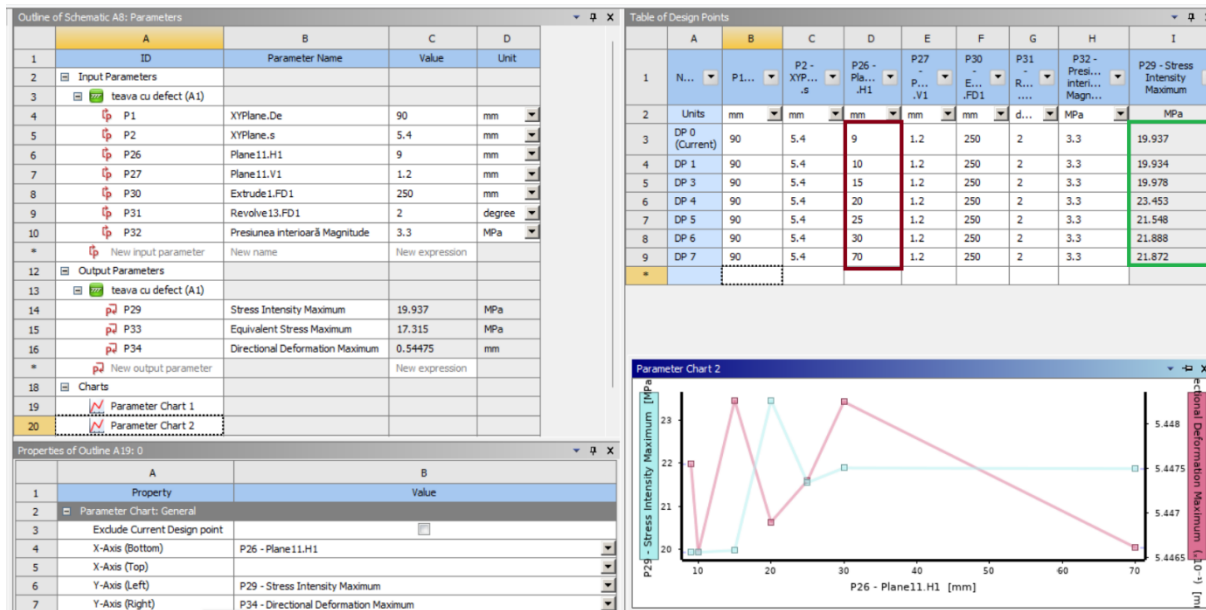 Outline of Schematic A8: Parameters
A B C D
1 ID Parameter Name Value Unit
2 Input Parameters
3 teava cu defect (A1)
4 P1 XYPlane.De 90 mm
5 P2 XYPlane.s 5.4 mm
6 P26 Plane11.H1 9 mm
7 P27 Plane11.V1 1.2 mm
8 P30 Extrude1.FD1 250 mm
9 P31 Revolve13.FD1 2 degree
10 P32 Presiunea interioară Magnitude 3.3 MPa
* New input parameter New name New expression
12 Output Parameters
13 teava cu defect (A1)
14 P29 Stress Intensity Maximum 19.937 MPa
15 P33 Equivalent Stress Maximum 17.315 MPa
16 P34 Directional Deformation Maximum 0.54475 mm
* New output parameter New expression
18 Charts
19 Parameter Chart 1
20 Parameter Chart 2
Properties of Outline A19: 0
A B
1 Property Value
2 Parameter Chart: General
3 Exclude Current Design point
4 X-Axis (Bottom) P26 - Plane11.H1
5 X-Axis (Top)
6 Y-Axis (Left) P29 - Stress Intensity Maximum
7 Y-Axis (Right) P34 - Directional Deformation Maximum
Table of Design Points
A B C D E F G H I
1 N... P1... P2 - XYP... .s P26 - Pla... .H1 P27 - P... .V1 P30 - E... .FD1 P31 - R... .... P32 - Presi... interi... Magn... P29 - Stress Intensity Maximum
2 Units mm mm mm mm mm d... MPa MPa
3 DP 0 (Current) 90 5.4 9 1.2 250 2 3.3 19.937
4 DP 1 90 5.4 10 1.2 250 2 3.3 19.934
5 DP 3 90 5.4 15 1.2 250 2 3.3 19.978
6 DP 4 90 5.4 20 1.2 250 2 3.3 23.453
7 DP 5 90 5.4 25 1.2 250 2 3.3 21.548
8 DP 6 90 5.4 30 1.2 250 2 3.3 21.888
9 DP 7 90 5.4 70 1.2 250 2 3.3 21.872
*
Parameter Chart 2
P29 - Stress Intensity Maximum [MPa
23
22
21
20
10 20 30 40 50 60 70
P26 - Plane11.H1 [mm]
5.448
5.4475
5.447
5.4465
ectional Deformation Maximum (.10⁻¹) [m